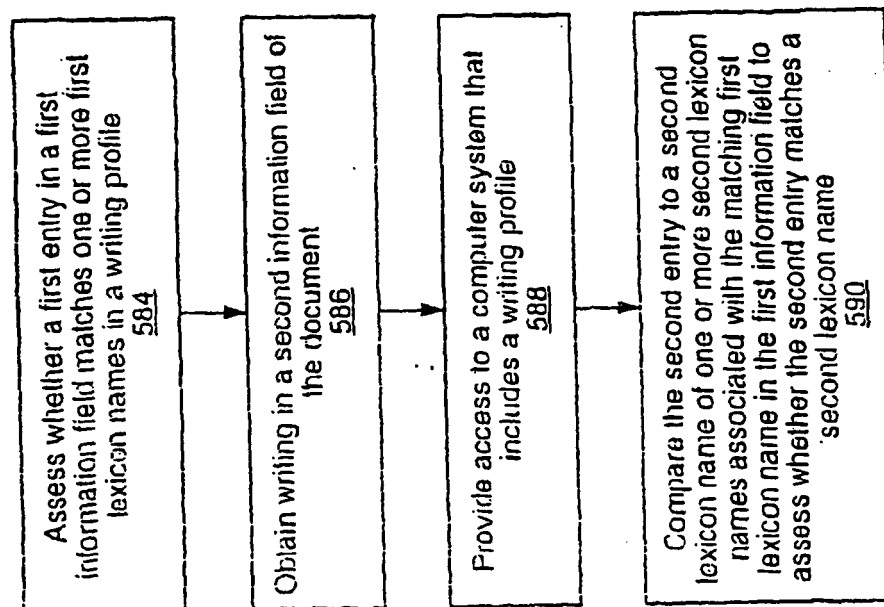 Assess whether a first entry in a first
information field matches one or more first
lexicon names in a writing profile
584
Obtain writing in a second information field of
the document
586
Provide access to a computer system that
includes a writing profile
588
Compare the second entry to a second
lexicon name of one or more second lexicon
names associated with the matching first
lexicon name in the first information field to
assess whether the second entry matches a
second lexicon name
590